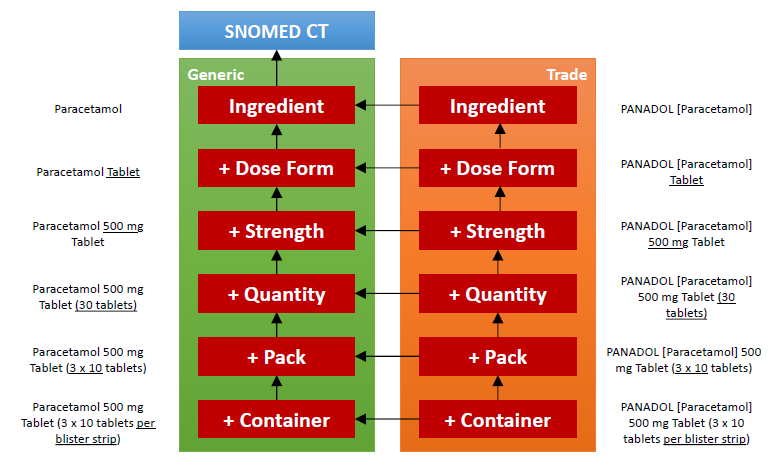 SNOMED CT
Generic
Trade
Paracetamol
Ingredient
Ingredient
PANADOL [Paracetamol]
Paracetamol Tablet
+ Dose Form
+ Dose Form
PANADOL [Paracetamol]
Tablet
Paracetamol 500 mg
Tablet
+ Strength
+ Strength
PANADOL [Paracetamol]
500 mg Tablet
Paracetamol 500 mg
Tablet (30 tablets)
+ Quantity
+ Quantity
PANADOL [Paracetamol]
500 mg Tablet (30
tablets)
Paracetamol 500 mg
Tablet (3 x 10 tablets)
+ Pack
+ Pack
PANADOL [Paracetamol] 500
mg Tablet (3 x 10 tablets)
Paracetamol 500 mg
Tablet (3 x 10 tablets per
blister strip)
+ Container
+ Container
PANADOL [Paracetamol]
500 mg Tablet (3 x 10
tablets per blister strip)